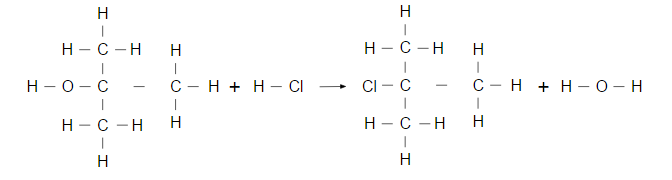 H H
H – C – H H H – C – H H
H – O – C – C – H + H – Cl → Cl – C – C – H + H – O – H
H – C – H H H – C – H H
H H